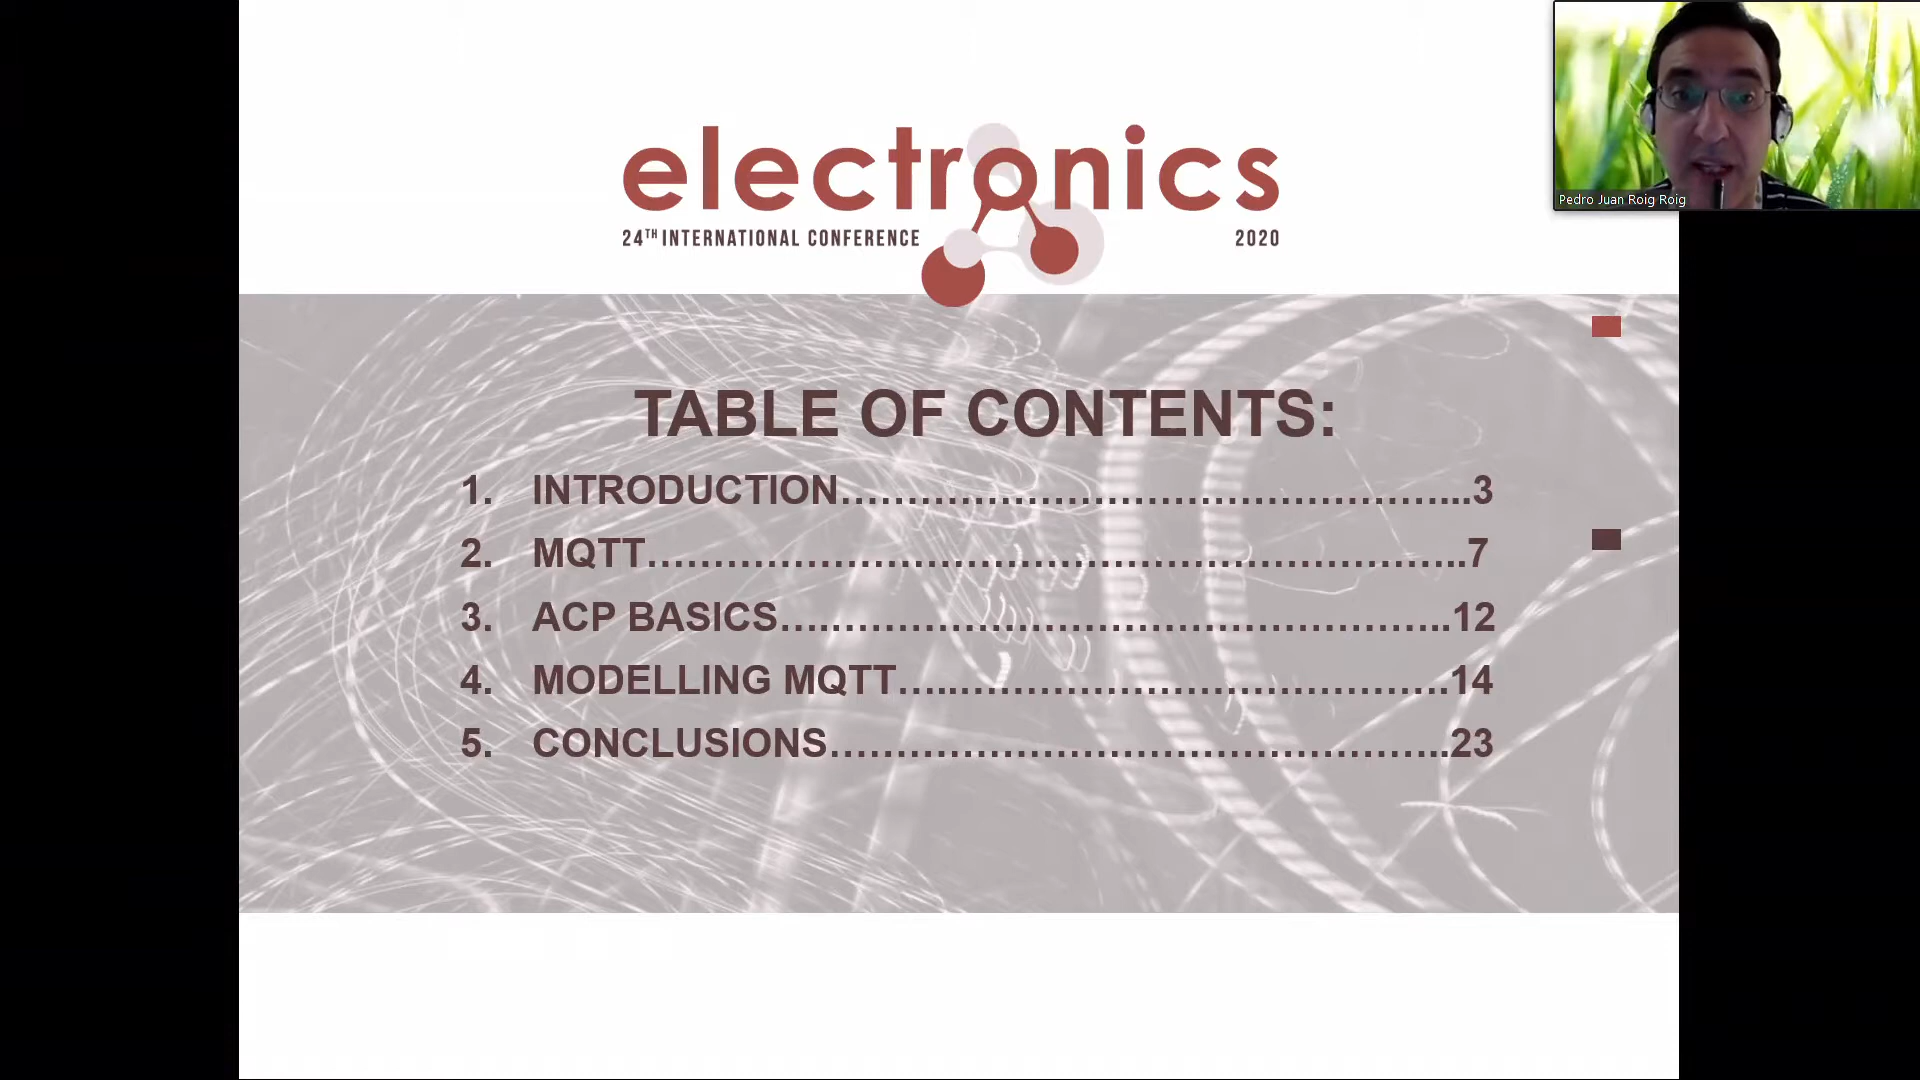 electronics
24TH INTERNATIONAL CONFERENCE 2020
Pedro Juan Roig Roig
TABLE OF CONTENTS:
1. INTRODUCTION…………………………………………...3
2. MQTT……………………………………………………….7
3. ACP BASICS….…………………………………………..12
4. MODELLING MQTT…...……………………………….14
5. CONCLUSIONS………………………………………..23